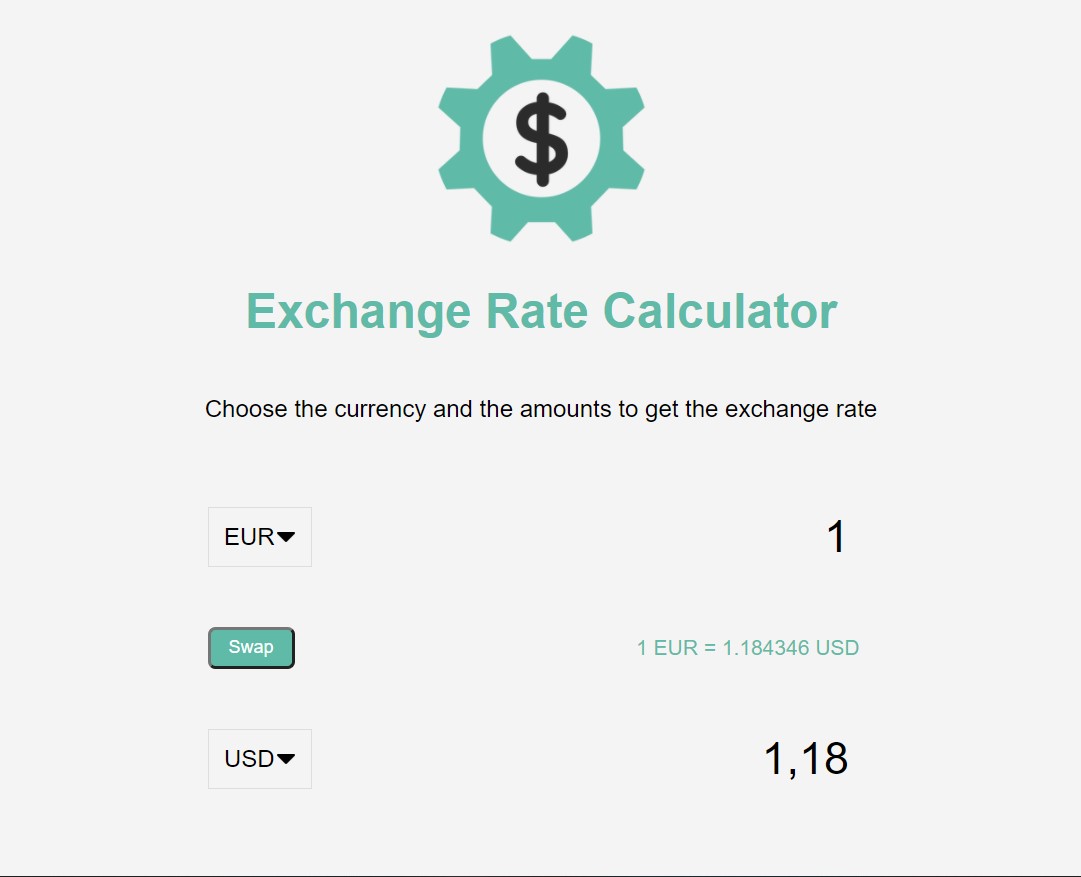 $
Exchange Rate Calculator
Choose the currency and the amounts to get the exchange rate
EUR
1
Swap
1 EUR = 1.184346 USD
USD
1,18